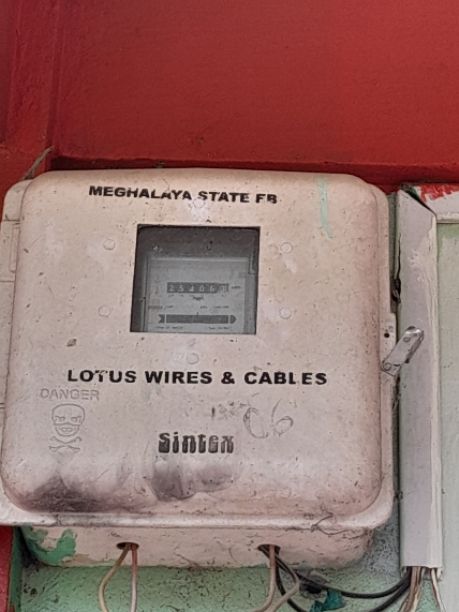 MEGHALAYA STATE EB
LOTUS WIRES & CABLES
DANGER
Sintex